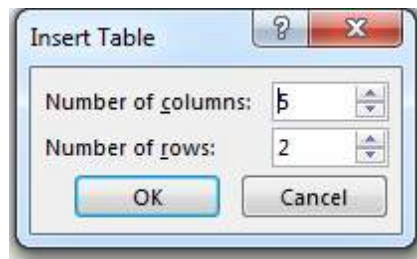 Insert Table
?
Number of columns: 5
Number of rows: 2
OK Cancel